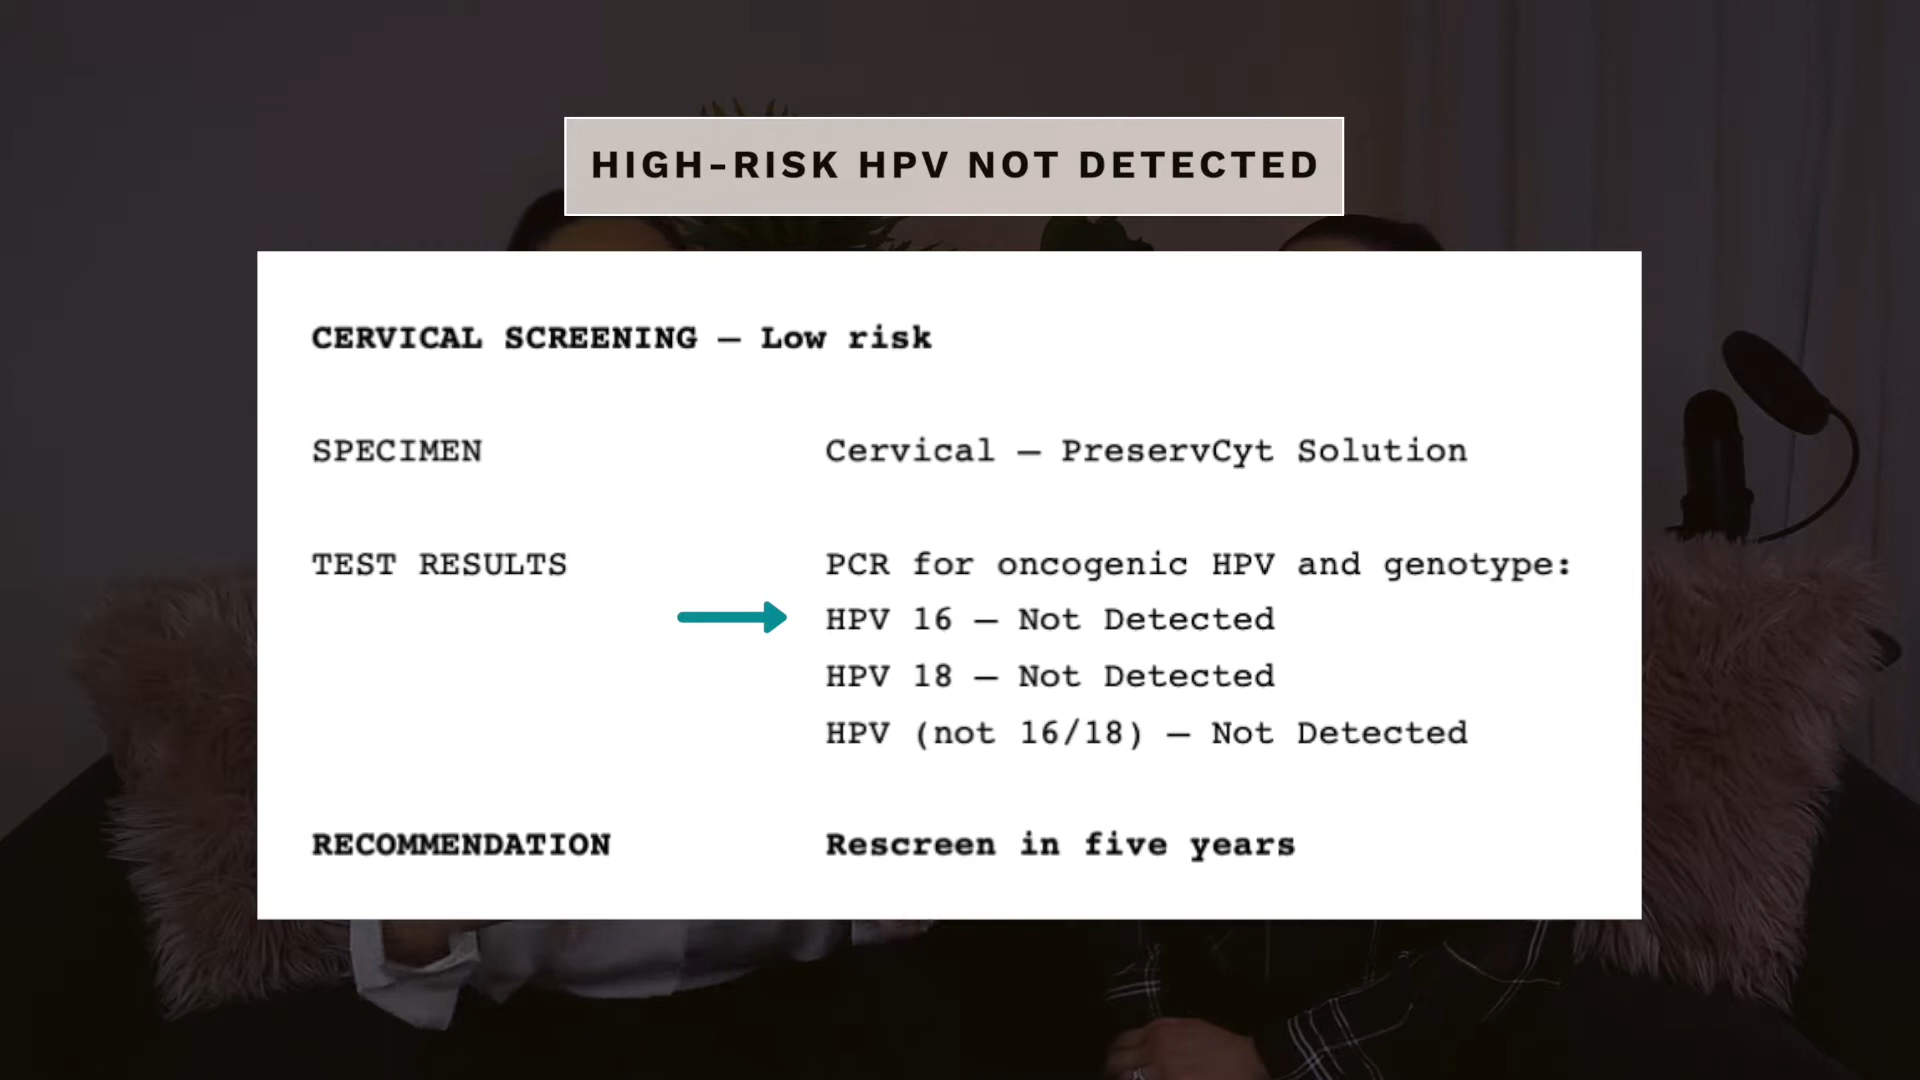 HIGH-RISK HPV NOT DETECTED
CERVICAL SCREENING – Low risk
SPECIMEN Cervical – PreservCyt Solution
TEST RESULTS PCR for oncogenic HPV and genotype:
HPV 16 – Not Detected
HPV 18 – Not Detected
HPV (not 16/18) – Not Detected
RECOMMENDATION Rescreen in five years